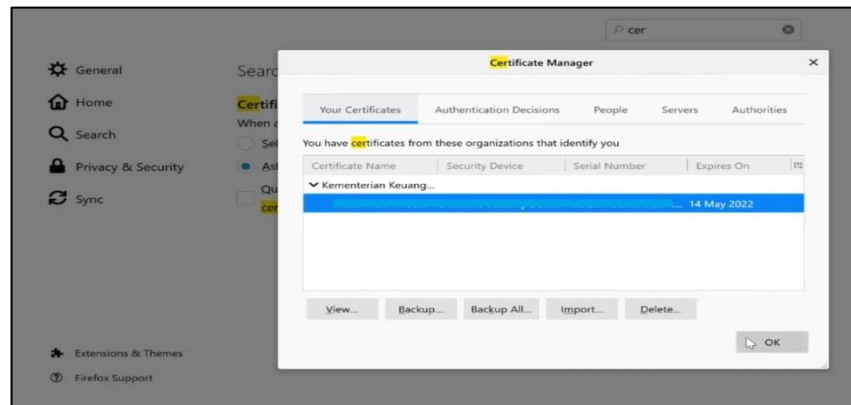 cer
General
Home
Search
Privacy & Security
Sync
Extensions & Themes
Firefox Support
Searc
Certifi
When a
Sel
Ask
Qu
cer
Certificate Manager
Your Certificates Authentication Decisions People Servers Authorities
You have certificates from these organizations that identify you
Certificate Name Security Device Serial Number Expires On
Kementerian Keuang...
14 May 2022
View... Backup... Backup All... Import... Delete...
OK